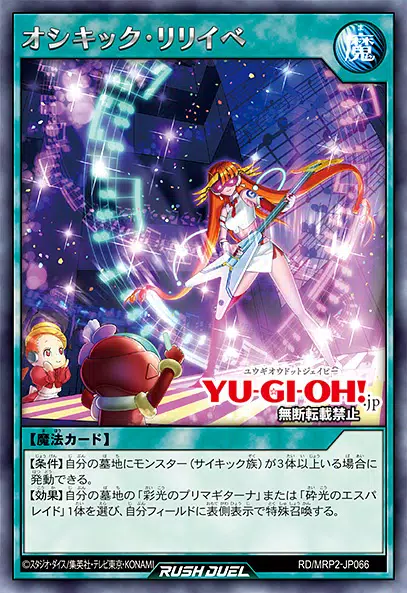 オシキック・リリイベ
魔
ユウギオウドットジェイピー
YU-GI-OH!.jp
無断転載禁止
【魔法カード】
【条件】自分の墓地にモンスター(サイキック族)が3体以上いる場合に
発動できる。
【効果】自分の墓地の「彩光のプリマギターナ」または「砕光のエスパ
レイド」1体を選び、自分フィールドに表側表示で特殊召喚する。
©スタジオ・ダイス/集英社・テレビ東京・KONAMI
RUSH DUEL
RD/MRP2-JP066